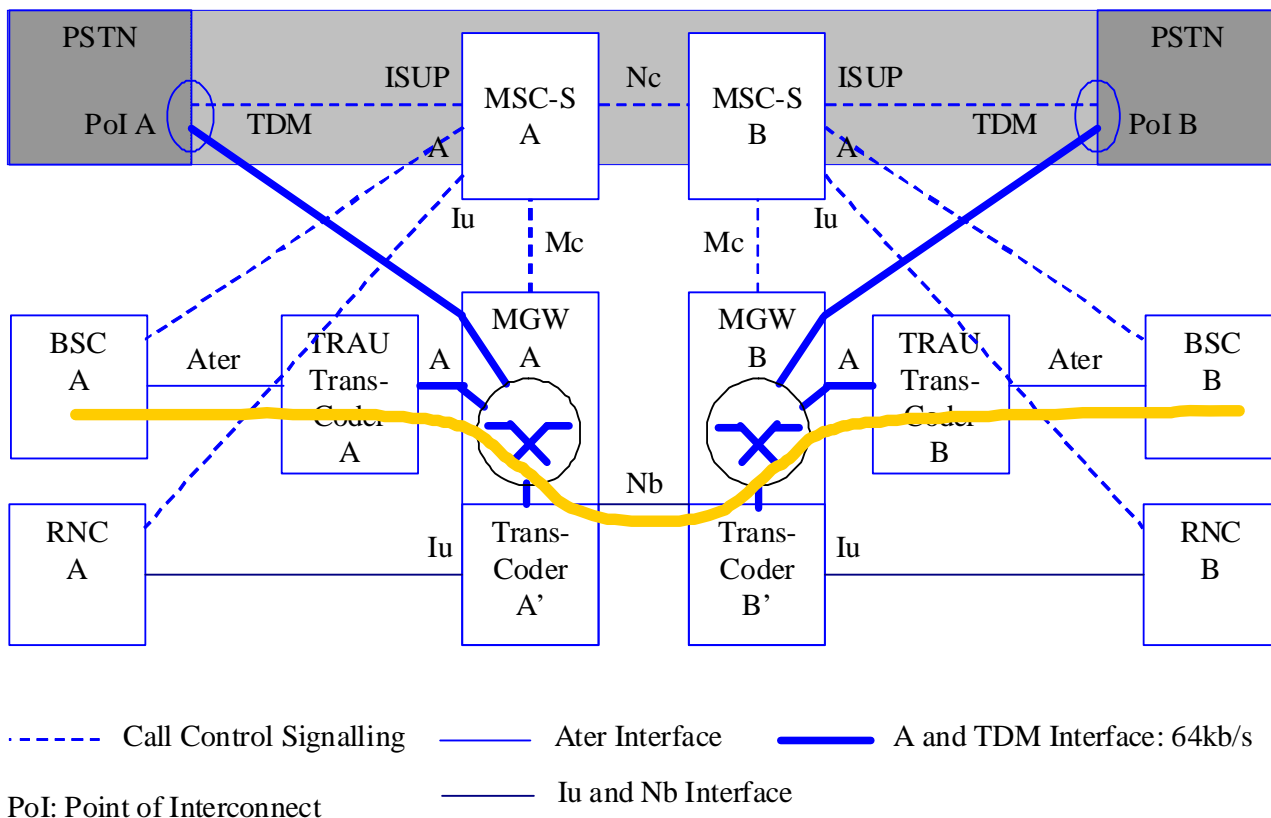 PSTN
PSTN
ISUP
Nc
ISUP
MSC-S
A
MSC-S
B
PoI A
TDM
TDM
PoI B
A
A
Iu
Iu
Mc
Mc
MGW
A
MGW
B
BSC
A
Ater
TRAU
Trans-
Coder
A
A
A
TRAU
Trans-
Coder
B
Ater
BSC
B
Nb
RNC
A
Iu
Trans-
Coder
A’
Trans-
Coder
B’
Iu
RNC
B
Call Control Signalling
Ater Interface
A and TDM Interface: 64kb/s
Iu and Nb Interface
PoI: Point of Interconnect